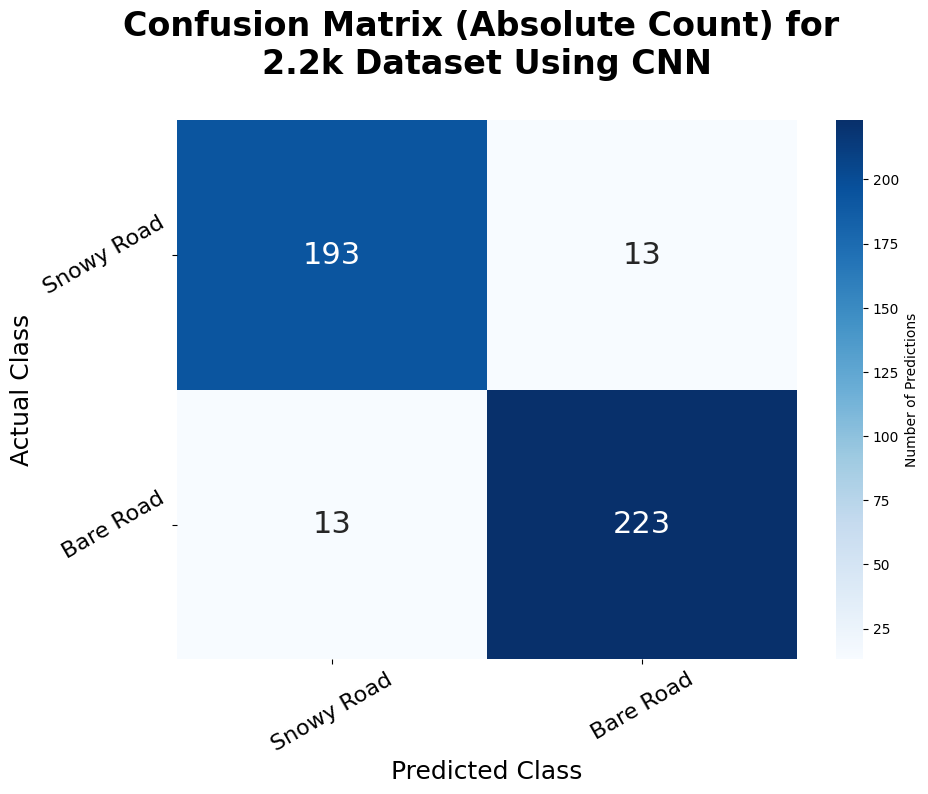 Confusion Matrix (Absolute Count) for
2.2k Dataset Using CNN
Actual Class
Snowy Road
Bare Road
193
13
13
223
Snowy Road
Bare Road
Predicted Class
200
175
150
125
100
75
50
25
Number of Predictions